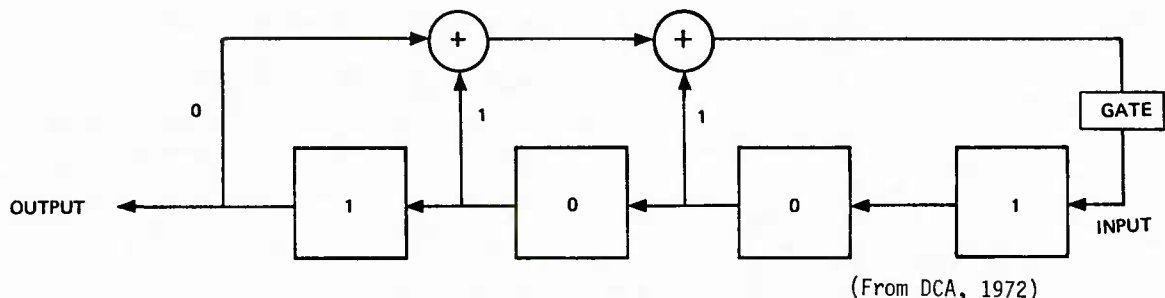 + +
0 1 1 GATE
OUTPUT 1 0 0 1 INPUT
(From DCA, 1972)